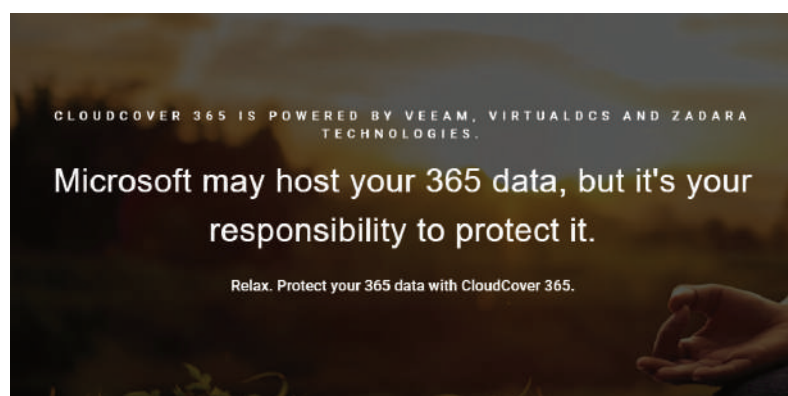 CLOUDCOVER 365 IS POWERED BY VEEAM, VIRTUALDCS AND ZADARA
TECHNOLOGIES.
Microsoft may host your 365 data, but it's your
responsibility to protect it.
Relax. Protect your 365 data with CloudCover 365.